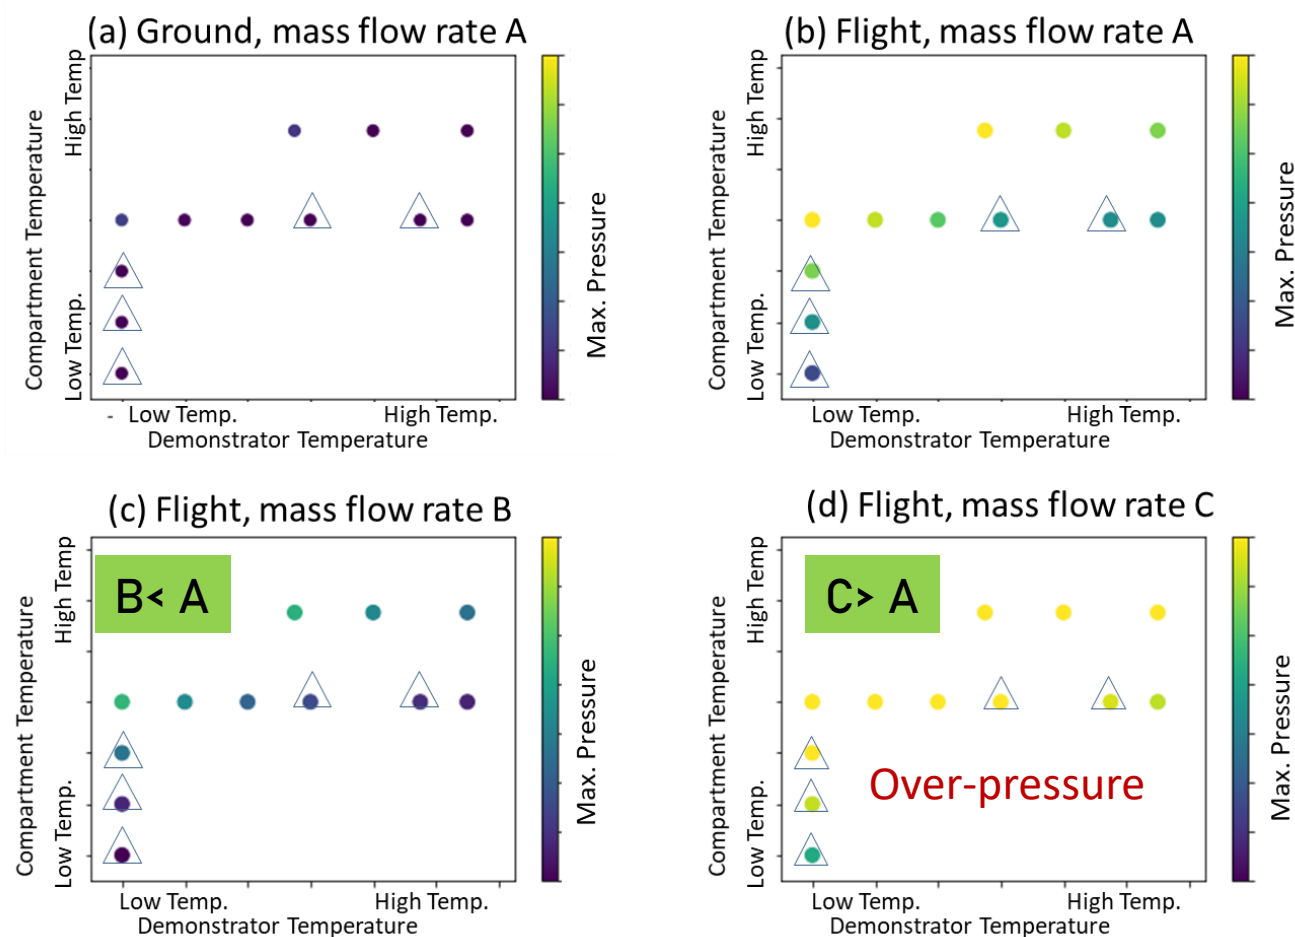 (a) Ground, mass flow rate A
High Temp
Low Temp.
Compartment Temperature
- Low Temp.
High Temp.
Demonstrator Temperature
Max. Pressure
(b) Flight, mass flow rate A
High Temp
Low Temp.
Compartment Temperature
Low Temp.
High Temp.
Demonstrator Temperature
Max. Pressure
(c) Flight, mass flow rate B
B< A
High Temp
Low Temp.
Compartment Temperature
Low Temp.
High Temp.
Demonstrator Temperature
Max. Pressure
(d) Flight, mass flow rate C
C> A
Over-pressure
High Temp
Low Temp.
Compartment Temperature
Low Temp.
High Temp.
Demonstrator Temperature
Max. Pressure